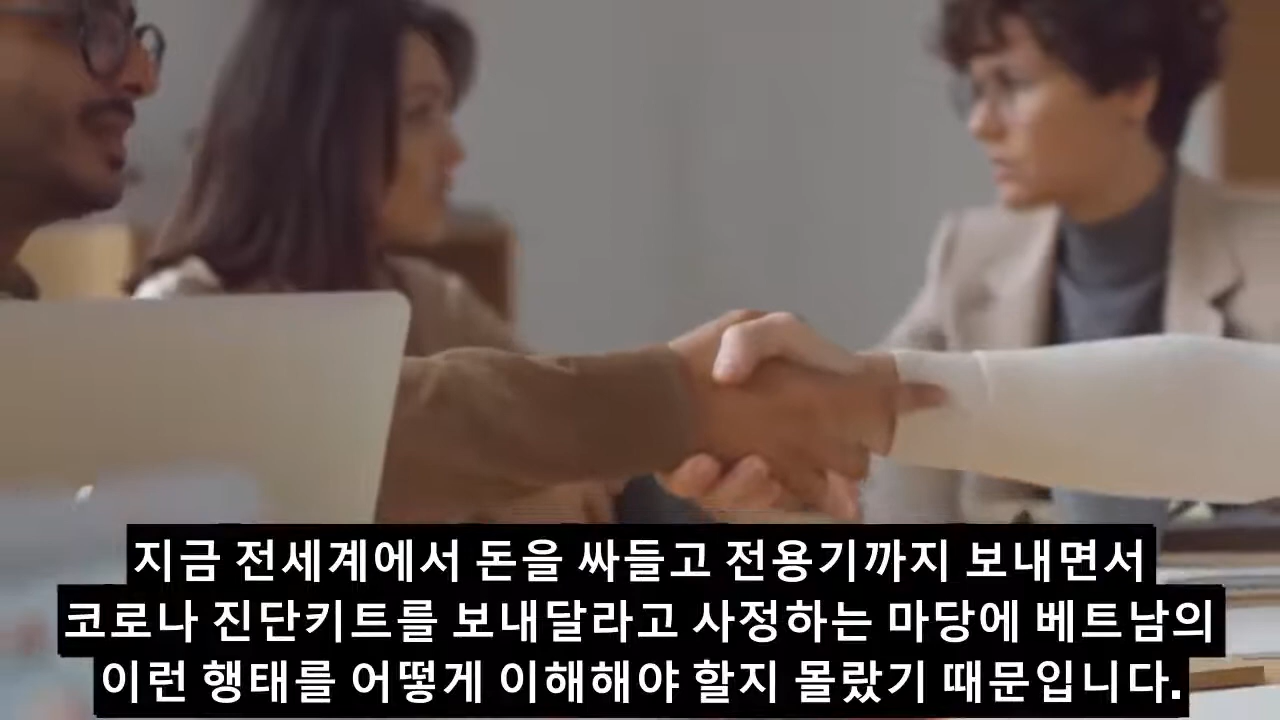 지금 전세계에서 돈을 싸들고 전용기까지 보내면서
코로나 진단키트를 보내달라고 사정하는 마당에 베트남의
이런 행태를 어떻게 이해해야 할지 몰랐기 때문입니다.